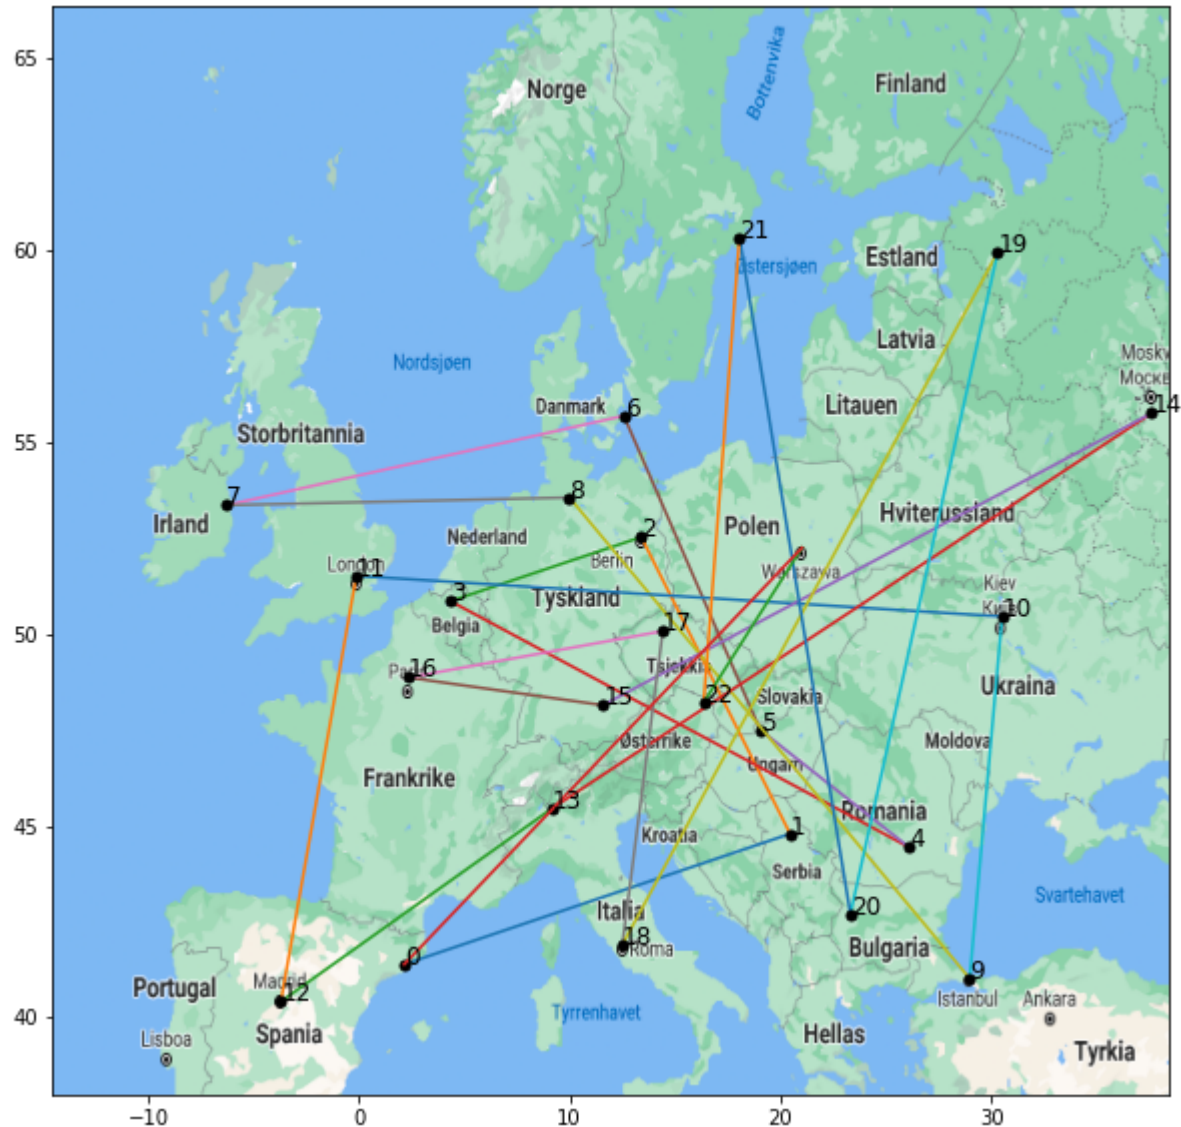 65
Norge
Finland
Bottenvika
60
21
19
Estland
Østersjøen
Latvia
Nordsjøen
Mosky
Москв
Danmark
6
Litauen
14
55
Storbritannia
7
8
Irland
Nederland
2
Polen
Hviterussland
Berlin
London
11
Warszawa
Kiev
Київ
10
3
Tyskland
50
Belgia
17
16
Tsjekkia
Ukraina
15
22
Slovakia
5
Østerrike
Moldova
Ungarn
Frankrike
13
Romania
45
Kroatia
1
4
Serbia
Svartehavet
20
Italia
18
Roma
Bulgaria
0
9
Madrid
12
Portugal
Istanbul
Ankara
40
Tyrrenhavet
Lisboa
Spania
Hellas
Tyrkia
−10
0
10
20
30